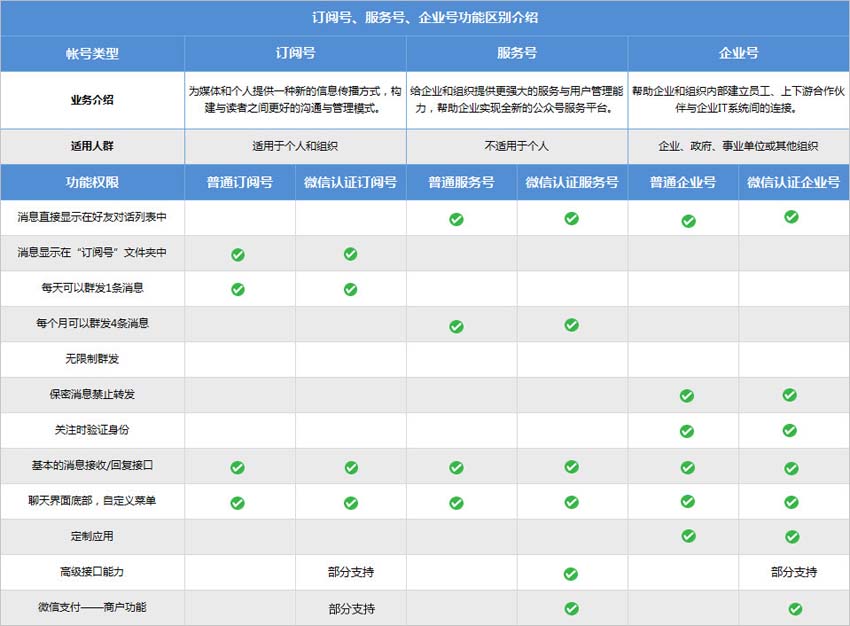 订阅号、服务号、企业号功能区别介绍
帐号类型 订阅号 服务号 企业号
业务介绍
为媒体和个人提供一种新的信息传播方式，构
建与读者之间更好的沟通与管理模式。
给企业和组织提供更强大的服务与用户管理能
力，帮助企业实现全新的公众号服务平台。
帮助企业和组织内部建立员工、上下游合作伙
伴与企业IT系统间的连接。
适用人群 适用于个人和组织 不适用于个人 企业、政府、事业单位或其他组织
功能权限 普通订阅号 微信认证订阅号 普通服务号 微信认证服务号 普通企业号 微信认证企业号
消息直接显示在好友对话列表中
消息显示在“订阅号”文件夹中
每天可以群发1条消息
每个月可以群发4条消息
无限制群发
保密消息禁止转发
关注时验证身份
基本的消息接收/回复接口
聊天界面底部，自定义菜单
定制应用
高级接口能力 部分支持 部分支持
微信支付——商户功能 部分支持